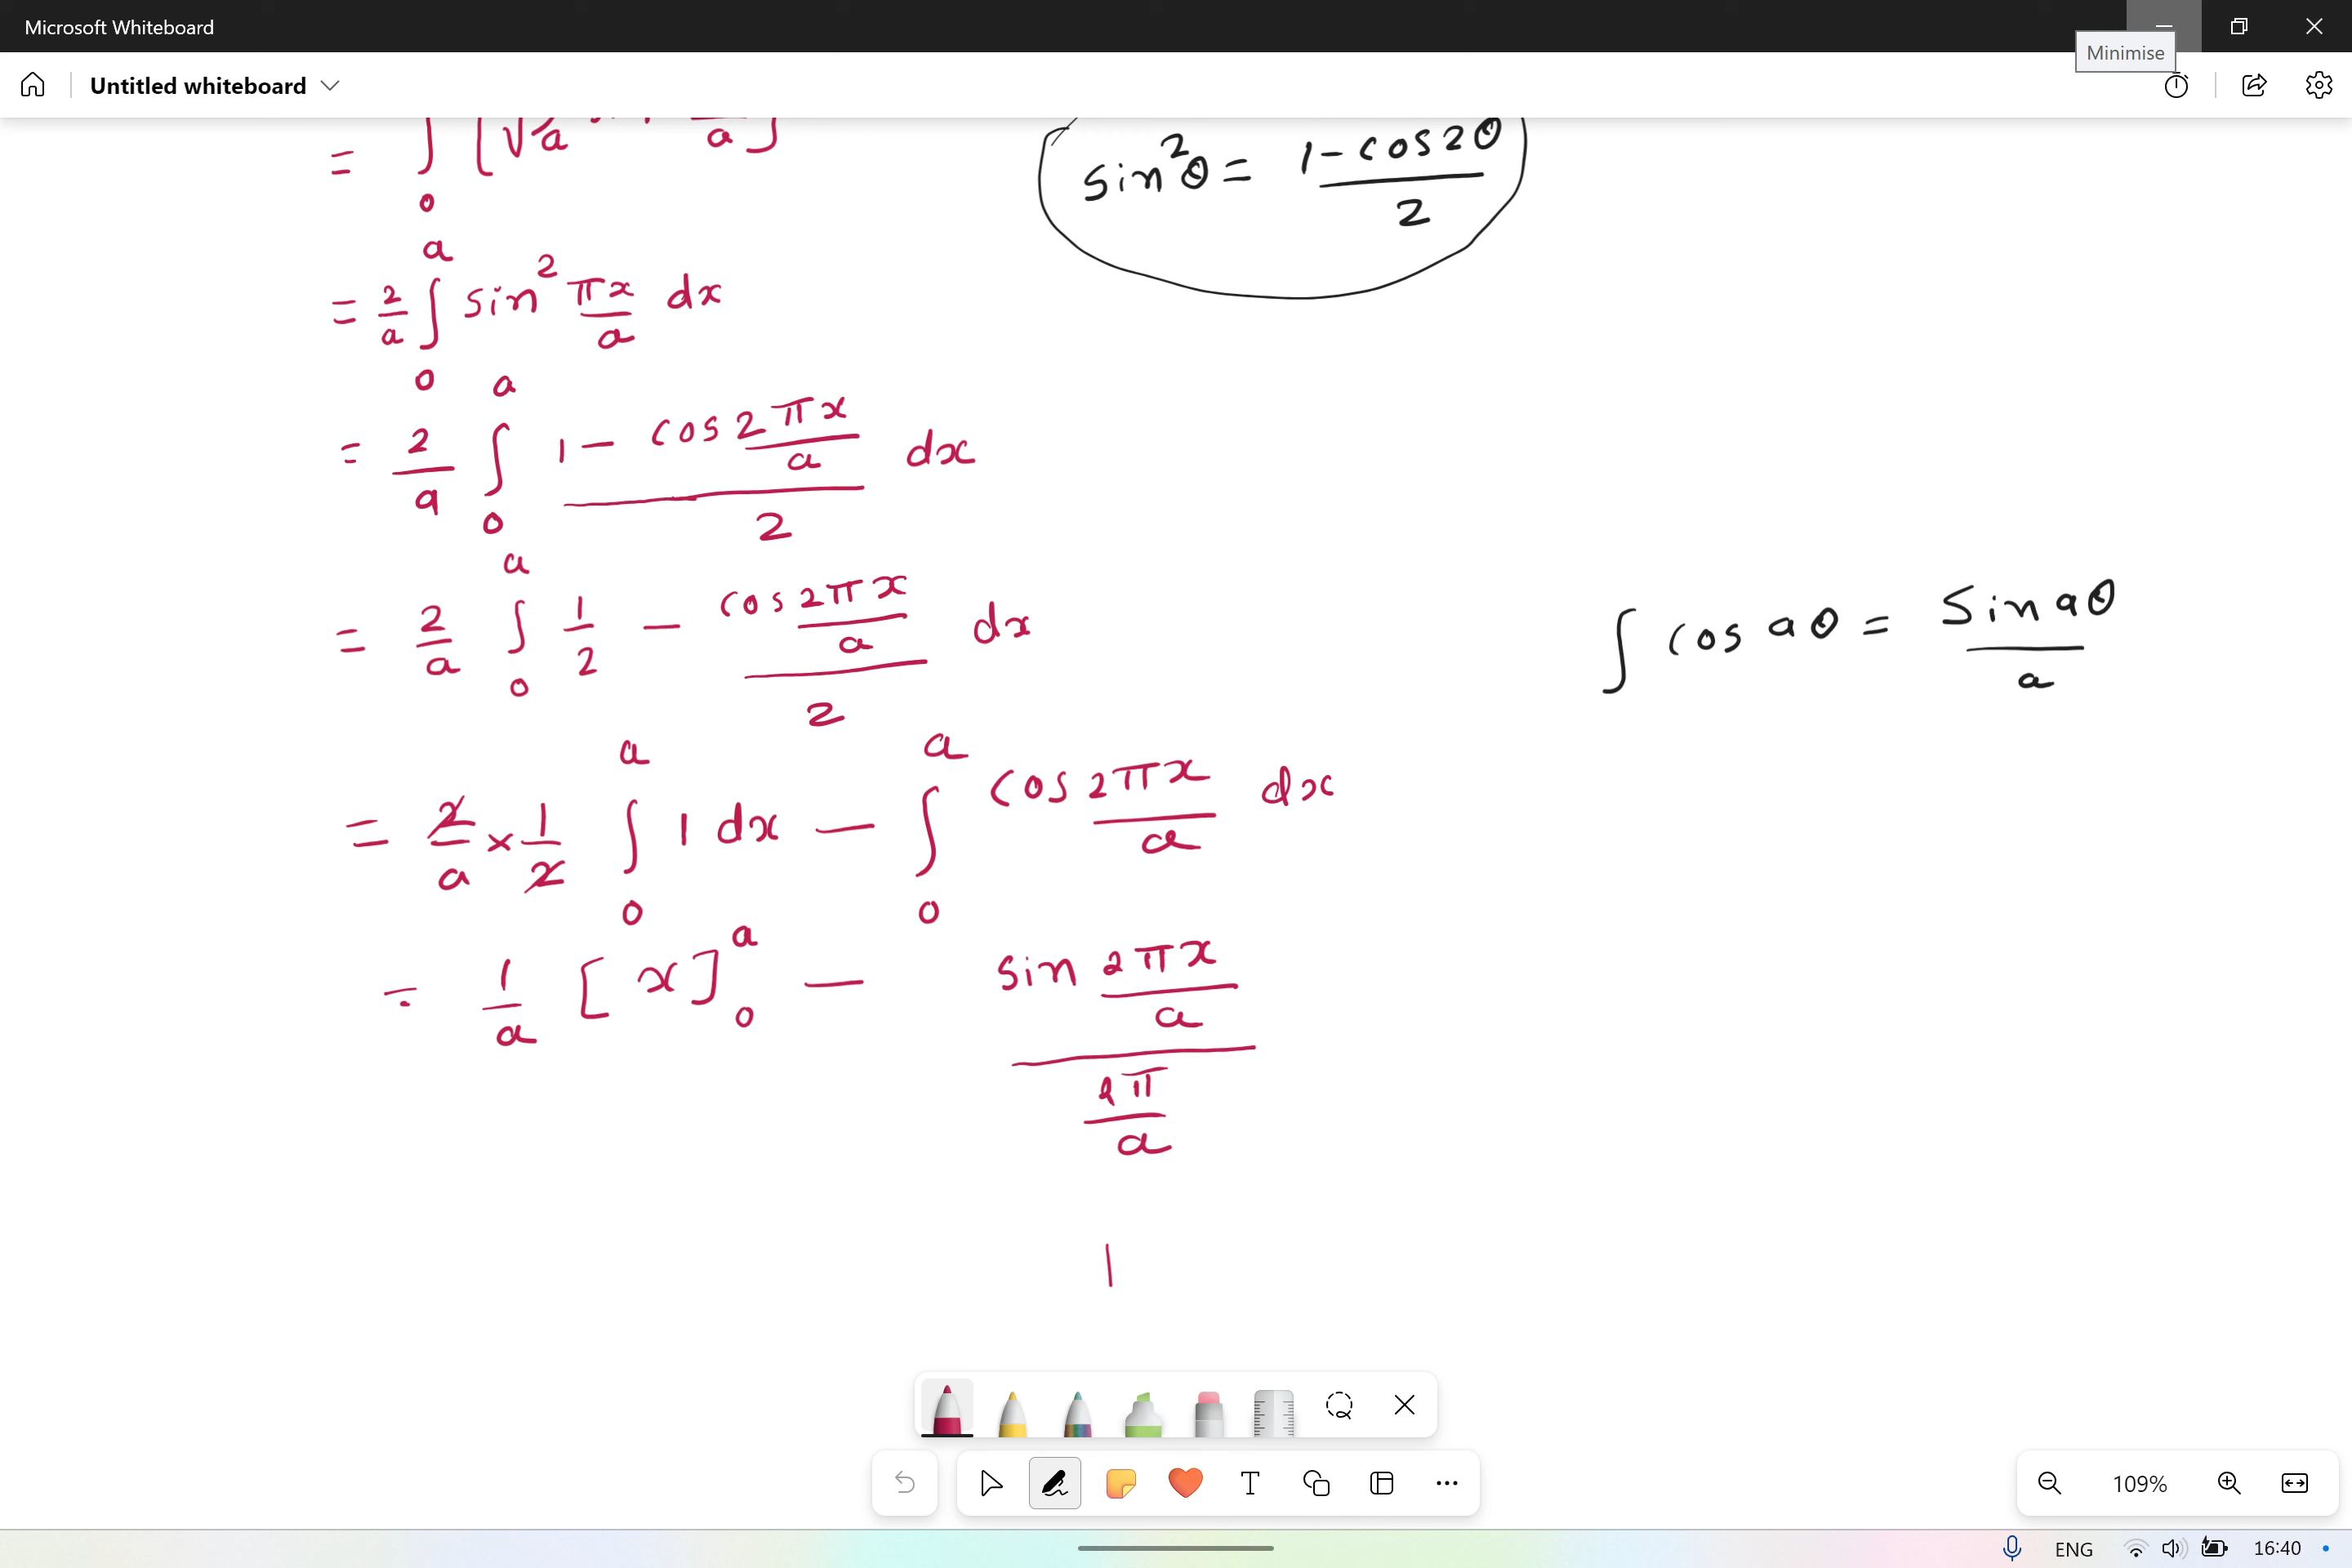 Microsoft Whiteboard
Minimise
Untitled whiteboard
= ∫₀ [√ /a /a]
sin²θ = (1 - cos2θ)/2
= 2/a ∫₀ᵃ sin² πx/a dx
= 2/a ∫₀ᵃ (1 - cos 2πx/a)/2 dx
= 2/a ∫₀ᵃ 1/2 - (cos 2πx/a)/2 dx
∫ cos aθ = sin aθ/a
= 2/a × 1/2 ∫₀ᵃ 1 dx - ∫₀ᵃ cos 2πx/a dx
= 1/a [x]₀ᵃ - (sin 2πx/a)/(2π/a)
109%
ENG
16:40